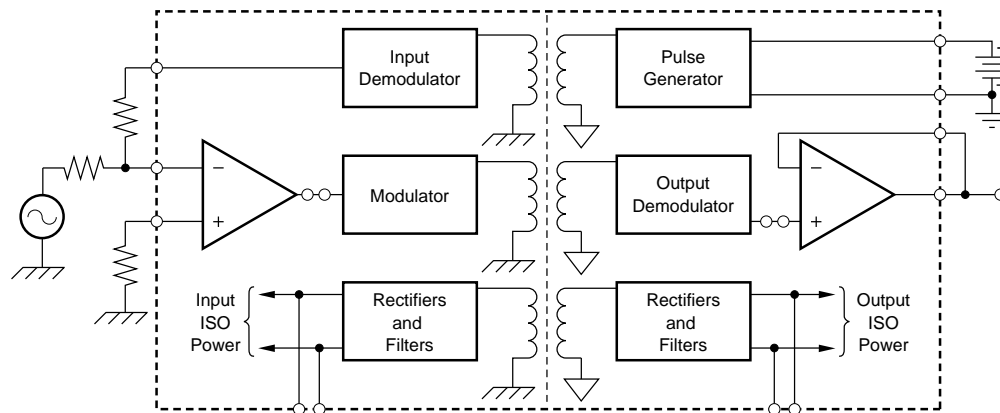 Input
Demodulator
Pulse
Generator
−
+
Modulator
Output
Demodulator
−
+
Input
ISO
Power
Rectifiers
and
Filters
Rectifiers
and
Filters
Output
ISO
Power